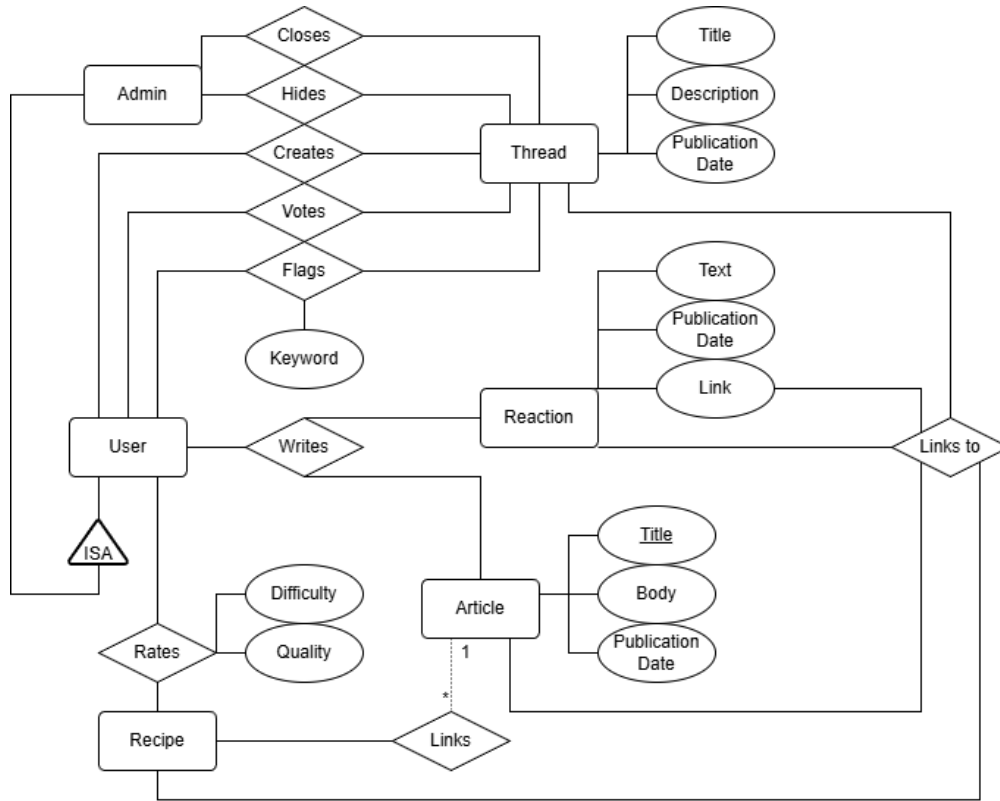 Closes
Title
Admin
Hides
Description
Creates
Thread
Publication
Date
Votes
Flags
Text
Publication
Date
Keyword
Link
Reaction
User
Writes
Links to
ISA
Title
Difficulty
Article
Body
Rates
Quality
1
Publication
Date
*
Recipe
Links